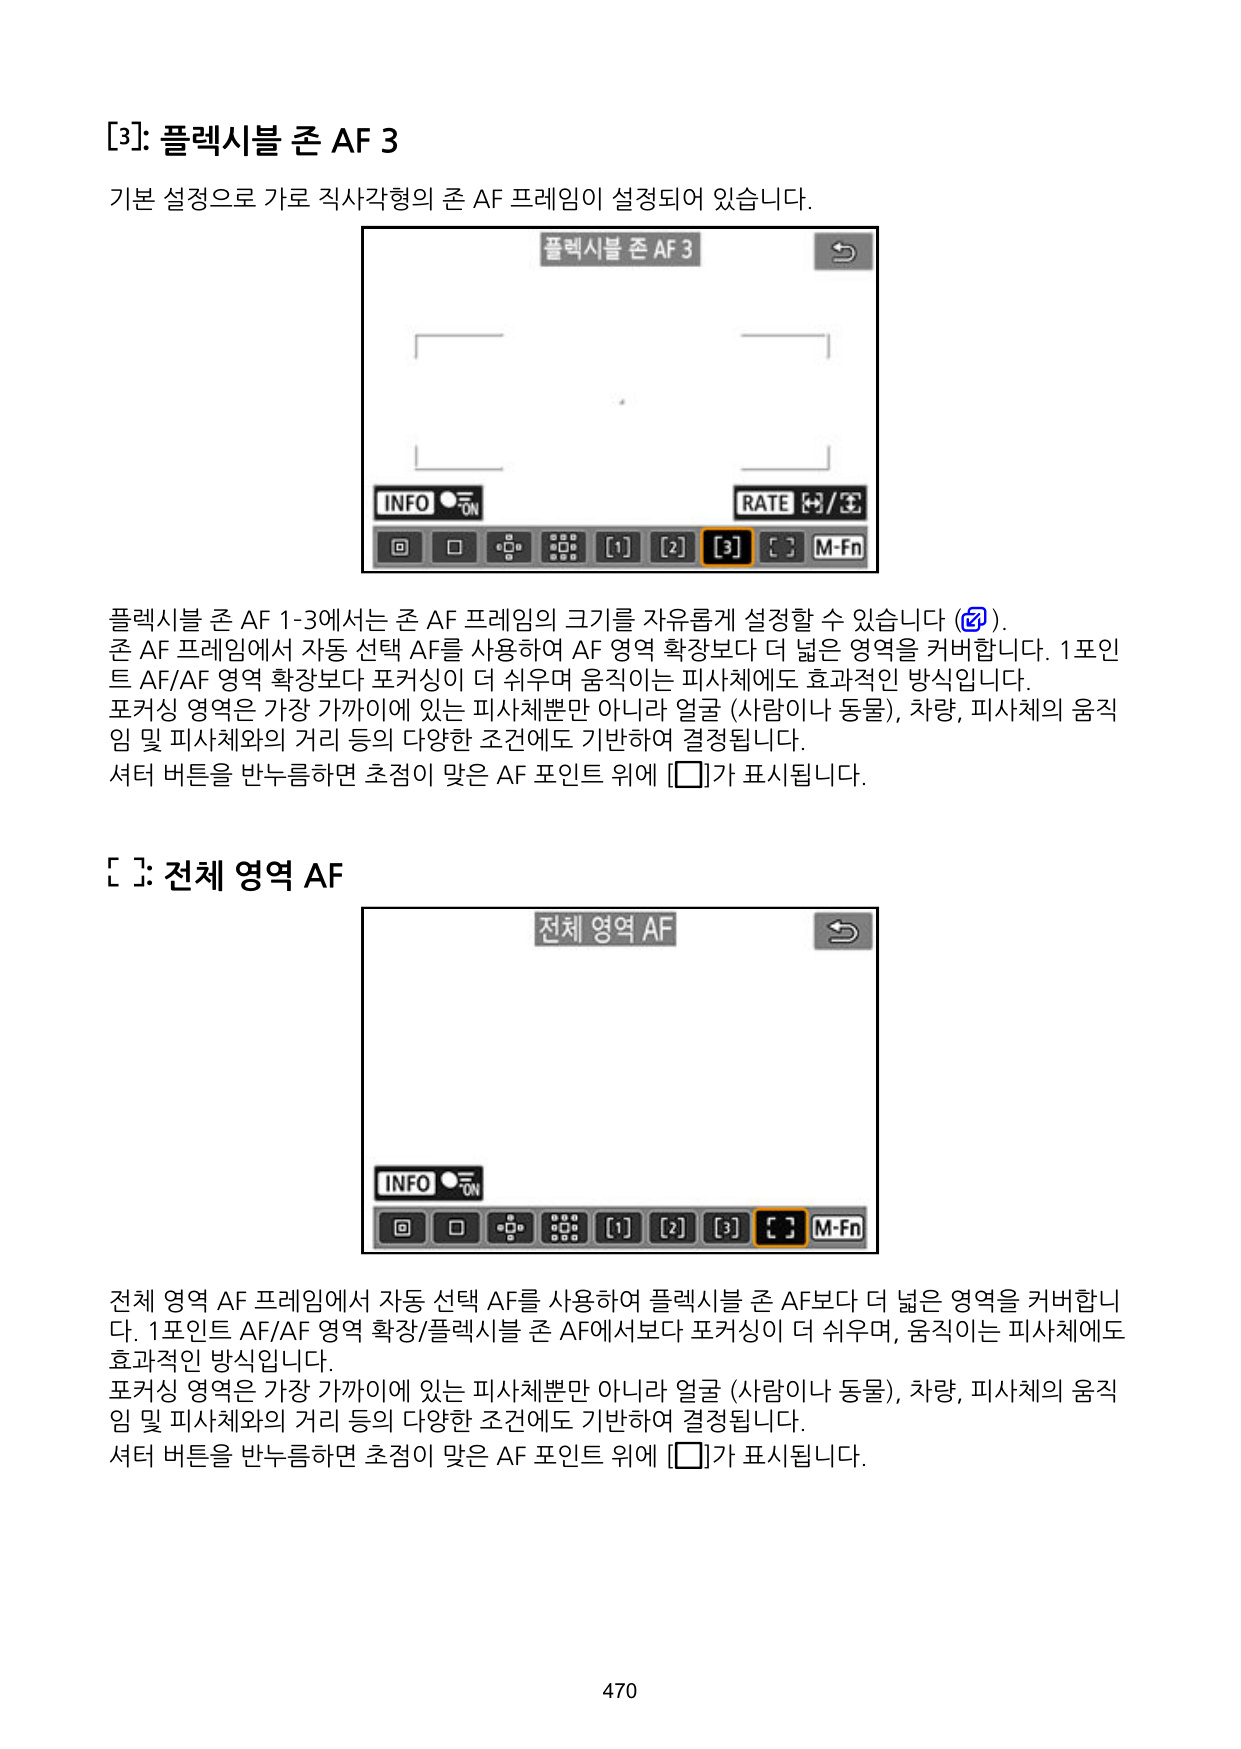 [3]: 플렉시블 존 AF 3
기본 설정으로 가로 직사각형의 존 AF 프레임이 설정되어 있습니다.
플렉시블 존 AF 3
INFO ON
RATE /
[1] [2] [3] [ ] M-Fn
플렉시블 존 AF 1-3에서는 존 AF 프레임의 크기를 자유롭게 설정할 수 있습니다 ( ).
존 AF 프레임에서 자동 선택 AF를 사용하여 AF 영역 확장보다 더 넓은 영역을 커버합니다. 1포인
트 AF/AF 영역 확장보다 포커싱이 더 쉬우며 움직이는 피사체에도 효과적인 방식입니다.
포커싱 영역은 가장 가까이에 있는 피사체뿐만 아니라 얼굴 (사람이나 동물), 차량, 피사체의 움직
임 및 피사체와의 거리 등의 다양한 조건에도 기반하여 결정됩니다.
셔터 버튼을 반누름하면 초점이 맞은 AF 포인트 위에 [□]가 표시됩니다.
[ ]: 전체 영역 AF
전체 영역 AF
INFO ON
[1] [2] [3] [ ] M-Fn
전체 영역 AF 프레임에서 자동 선택 AF를 사용하여 플렉시블 존 AF보다 더 넓은 영역을 커버합니
다. 1포인트 AF/AF 영역 확장/플렉시블 존 AF에서보다 포커싱이 더 쉬우며, 움직이는 피사체에도
효과적인 방식입니다.
포커싱 영역은 가장 가까이에 있는 피사체뿐만 아니라 얼굴 (사람이나 동물), 차량, 피사체의 움직
임 및 피사체와의 거리 등의 다양한 조건에도 기반하여 결정됩니다.
셔터 버튼을 반누름하면 초점이 맞은 AF 포인트 위에 [□]가 표시됩니다.
470